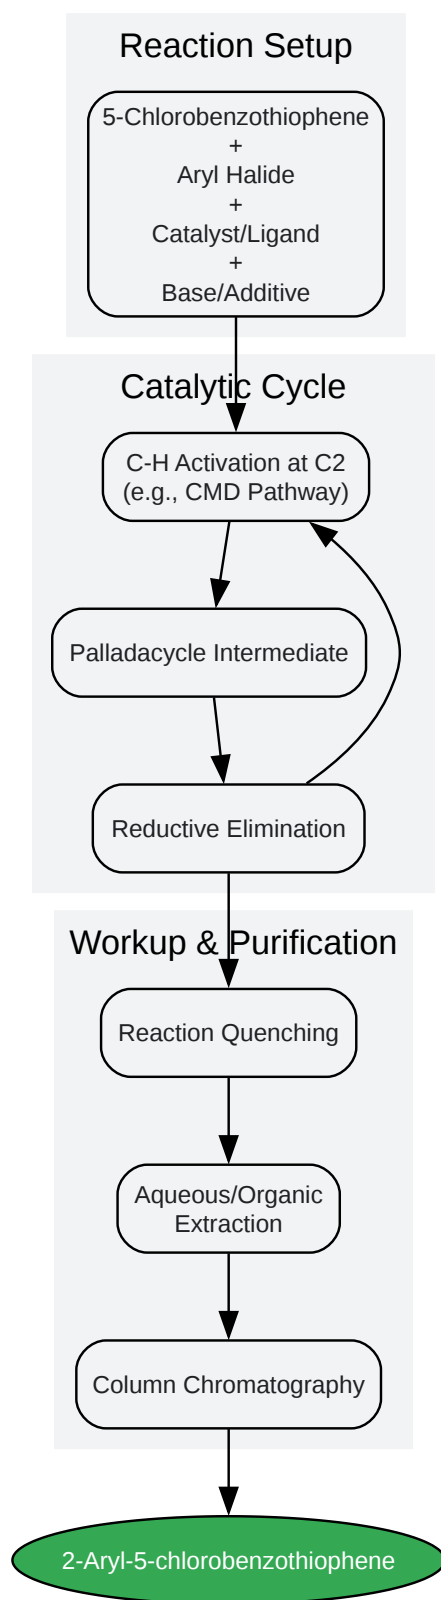 Reaction Setup
5-Chlorobenzothiophene
+
Aryl Halide
+
Catalyst/Ligand
+
Base/Additive
Catalytic Cycle
C-H Activation at C2
(e.g., CMD Pathway)
Palladacycle Intermediate
Reductive Elimination
Workup & Purification
Reaction Quenching
Aqueous/Organic
Extraction
Column Chromatography
2-Aryl-5-chlorobenzothiophene